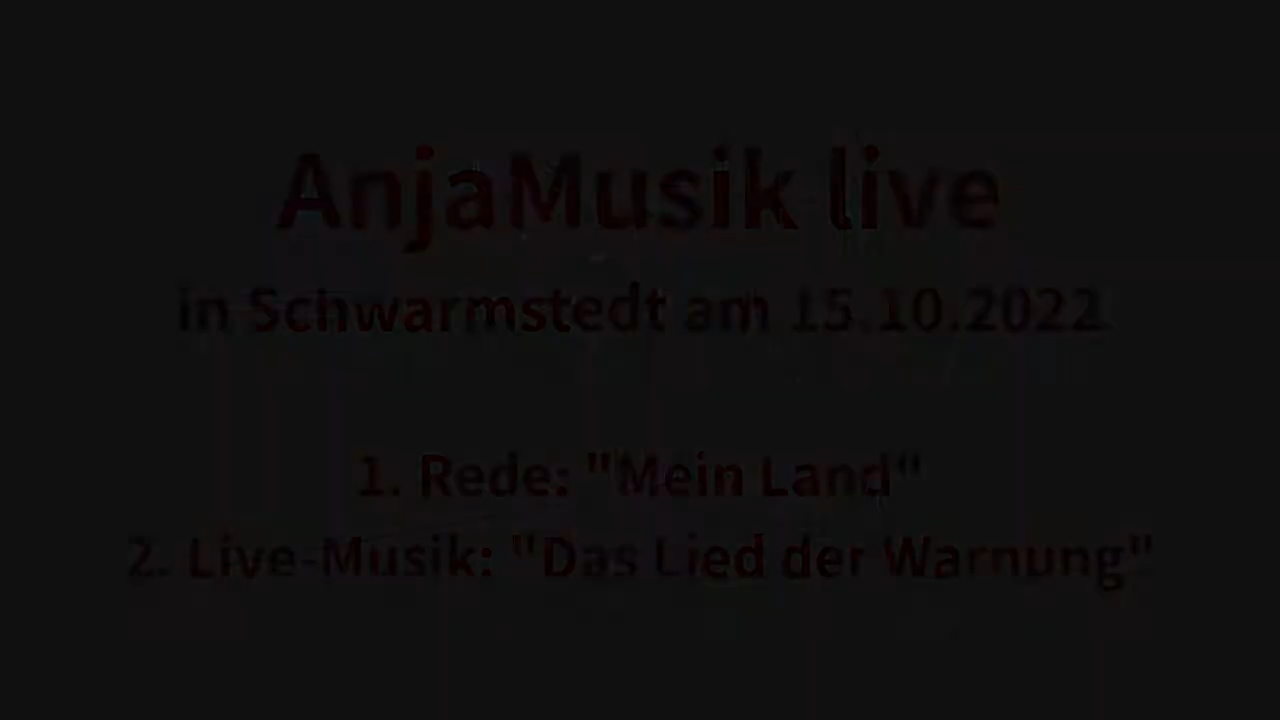 AnjaMusik live
in Schwarmstedt am 15.10.2022
1. Rede: "Mein Land"
2. Live-Musik: "Das Lied der Warnung"